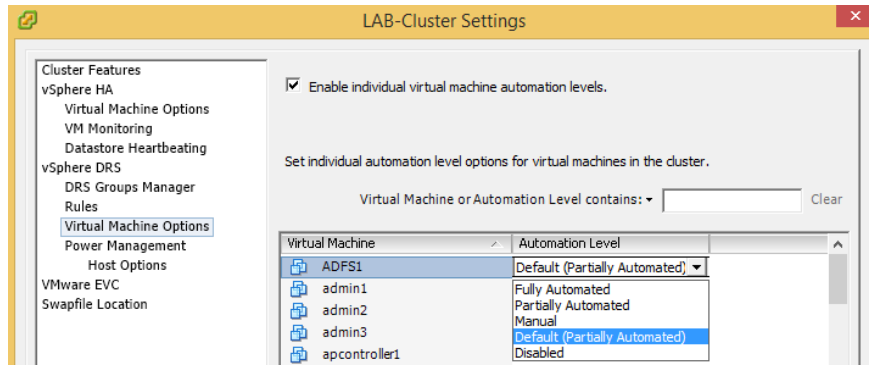 LAB-Cluster Settings
Cluster Features
vSphere HA
Virtual Machine Options
VM Monitoring
Datastore Heartbeating
vSphere DRS
DRS Groups Manager
Rules
Virtual Machine Options
Power Management
Host Options
VMware EVC
Swapfile Location
Enable individual virtual machine automation levels.
Set individual automation level options for virtual machines in the cluster.
Virtual Machine or Automation Level contains: Clear
Virtual Machine Automation Level
ADFS1 Default (Partially Automated)
admin1
admin2
admin3
apcontroller1
Fully Automated
Partially Automated
Manual
Default (Partially Automated)
Disabled